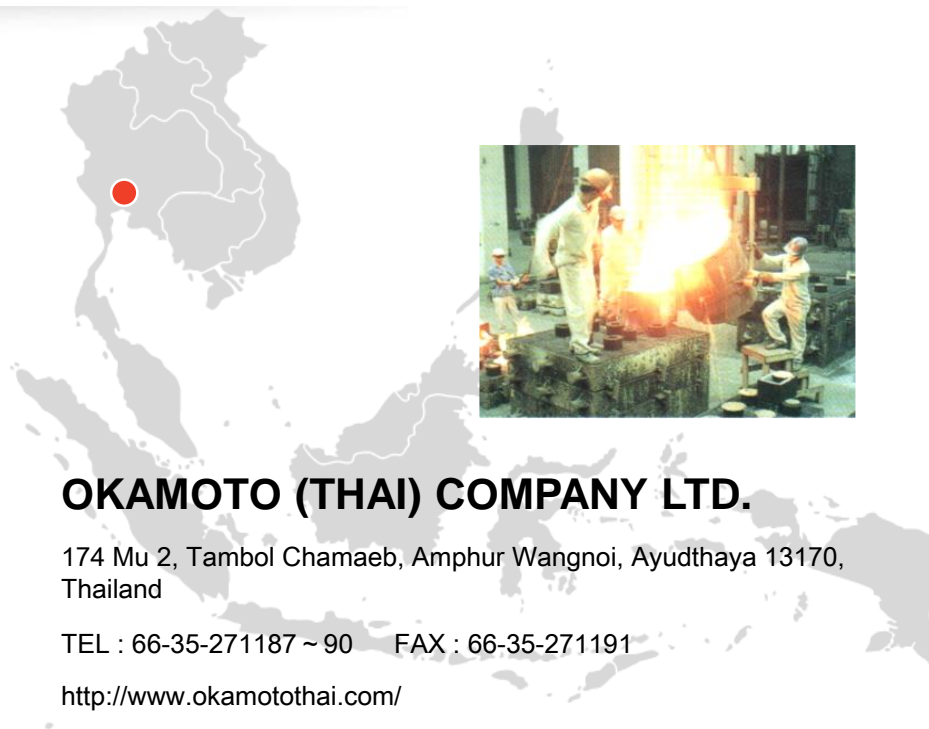 OKAMOTO (THAI) COMPANY LTD.
174 Mu 2, Tambol Chamaeb, Amphur Wangnoi, Ayudthaya 13170,
Thailand
TEL : 66-35-271187 ~ 90 FAX : 66-35-271191
http://www.okamotothai.com/